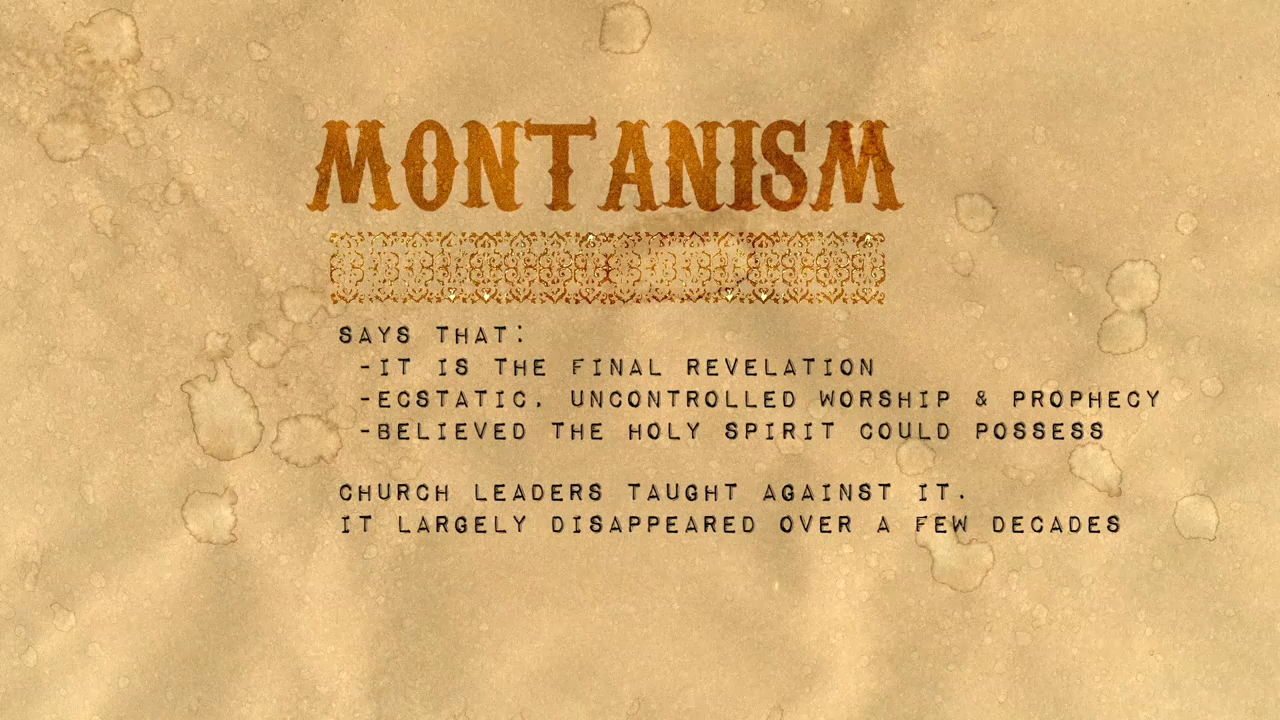 MONTANISM
SAYS THAT:
-IT IS THE FINAL REVELATION
-ECSTATIC, UNCONTROLLED WORSHIP & PROPHECY
-BELIEVED THE HOLY SPIRIT COULD POSSESS
CHURCH LEADERS TAUGHT AGAINST IT.
IT LARGELY DISAPPEARED OVER A FEW DECADES